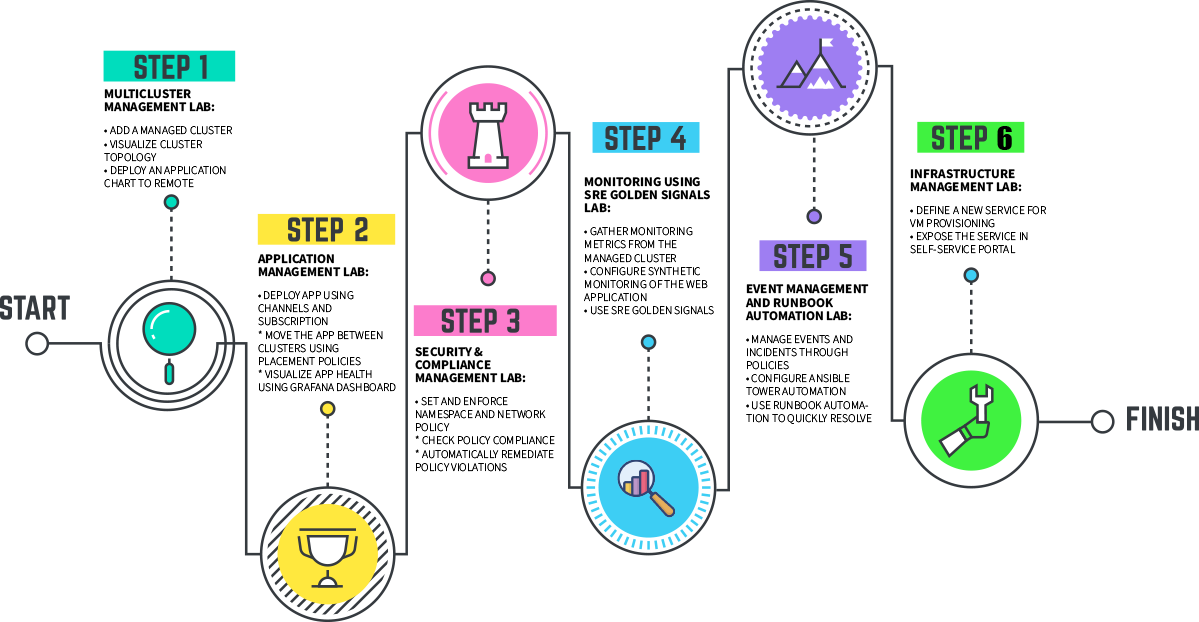 START
STEP 1
MULTICLUSTER
MANAGEMENT LAB:
• ADD A MANAGED CLUSTER
• VISUALIZE CLUSTER
TOPOLOGY
• DEPLOY AN APPLICATION
CHART TO REMOTE
STEP 2
APPLICATION
MANAGEMENT LAB:
• DEPLOY APP USING
CHANNELS AND
SUBSCRIPTION
* MOVE THE APP BETWEEN
CLUSTERS USING
PLACEMENT POLICIES
* VISUALIZE APP HEALTH
USING GRAFANA DASHBOARD
STEP 3
SECURITY &
COMPLIANCE
MANAGEMENT LAB:
• SET AND ENFORCE
NAMESPACE AND NETWORK
POLICY
* CHECK POLICY COMPLIANCE
* AUTOMATICALLY REMEDIATE
POLICY VIOLATIONS
STEP 4
MONITORING USING
SRE GOLDEN SIGNALS
LAB:
• GATHER MONITORING
METRICS FROM THE
MANAGED CLUSTER
• CONFIGURE SYNTHETIC
MONITORING OF THE WEB
APPLICATION
• USE SRE GOLDEN SIGNALS
STEP 5
EVENT MANAGEMENT
AND RUNBOOK
AUTOMATION LAB:
• MANAGE EVENTS AND
INCIDENTS THROUGH
POLICIES
• CONFIGURE ANSIBLE
TOWER AUTOMATION
• USE RUNBOOK AUTOMA-
TION TO QUICKLY RESOLVE
STEP 6
INFRASTRUCTURE
MANAGEMENT LAB:
• DEFINE A NEW SERVICE FOR
VM PROVISIONING
• EXPOSE THE SERVICE IN
SELF-SERVICE PORTAL
FINISH